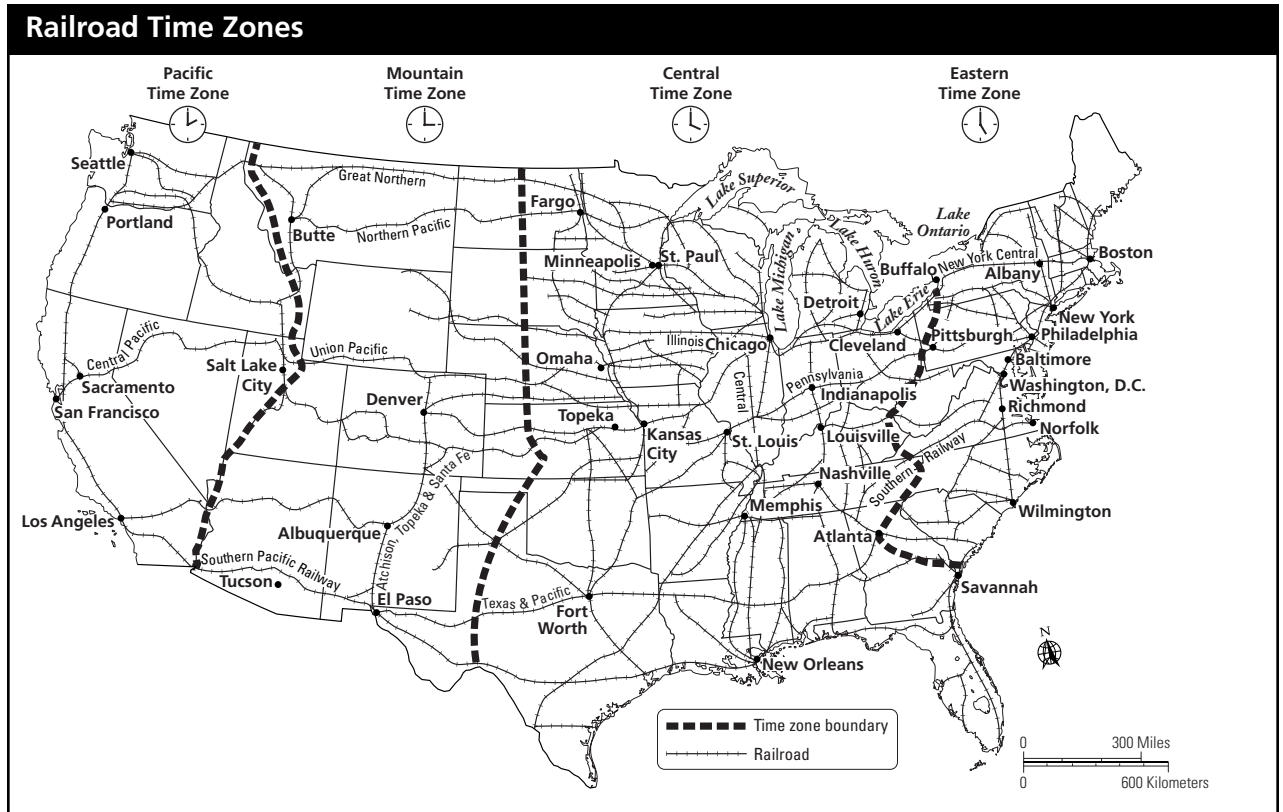 Railroad Time Zones
Pacific
Time Zone
Mountain
Time Zone
Central
Time Zone
Eastern
Time Zone
Seattle
Portland
Great Northern
Butte
Northern Pacific
Fargo
Minneapolis
St. Paul
Lake Superior
Lake Michigan
Lake Huron
Lake
Ontario
Lake Erie
Buffalo
New York Central
Albany
Boston
Detroit
Cleveland
Pittsburgh
New York
Philadelphia
Baltimore
Washington, D.C.
Richmond
Norfolk
Central Pacific
Sacramento
San Francisco
Salt Lake
City
Union Pacific
Denver
Omaha
Topeka
Kansas
City
Illinois
Central
Chicago
Pennsylvania
Indianapolis
St. Louis
Louisville
Nashville
Southern Railway
Memphis
Atlanta
Wilmington
Savannah
Los Angeles
Albuquerque
Atchison, Topeka & Santa Fe
Southern Pacific Railway
Tucson
El Paso
Texas & Pacific
Fort
Worth
New Orleans
N
Time zone boundary
Railroad
0 300 Miles
0 600 Kilometers